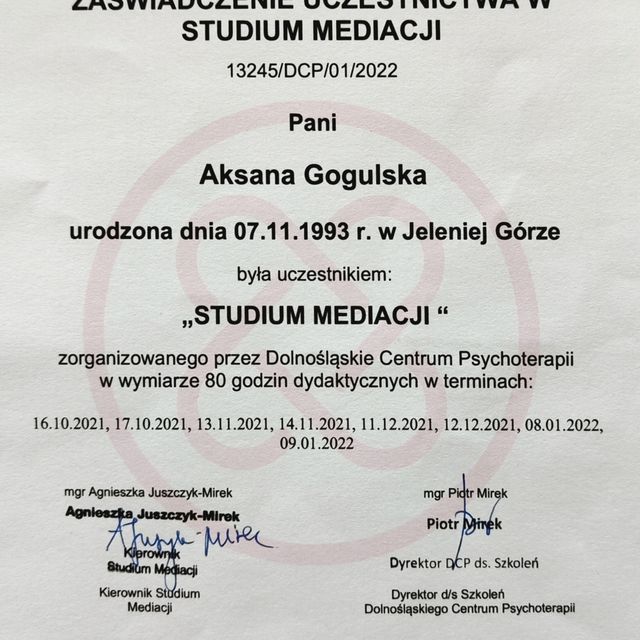 ZAŚWIADCZENIE UCZESTNICTWA W
STUDIUM MEDIACJI
13245/DCP/01/2022
Pani
Aksana Gogulska
urodzona dnia 07.11.1993 r. w Jeleniej Górze
była uczestnikiem:
„STUDIUM MEDIACJI “
zorganizowanego przez Dolnośląskie Centrum Psychoterapii
w wymiarze 80 godzin dydaktycznych w terminach:
16.10.2021, 17.10.2021, 13.11.2021, 14.11.2021, 11.12.2021, 12.12.2021, 08.01.2022,
09.01.2022
mgr Agnieszka Juszczyk-Mirek
Agnieszka Juszczyk-Mirek
Kierownik
Studium Mediacji
Kierownik Studium
Mediacji
mgr Piotr Mirek
Piotr Mirek
Dyrektor DCP ds. Szkoleń
Dyrektor d/s Szkoleń
Dolnośląskiego Centrum Psychoterapii